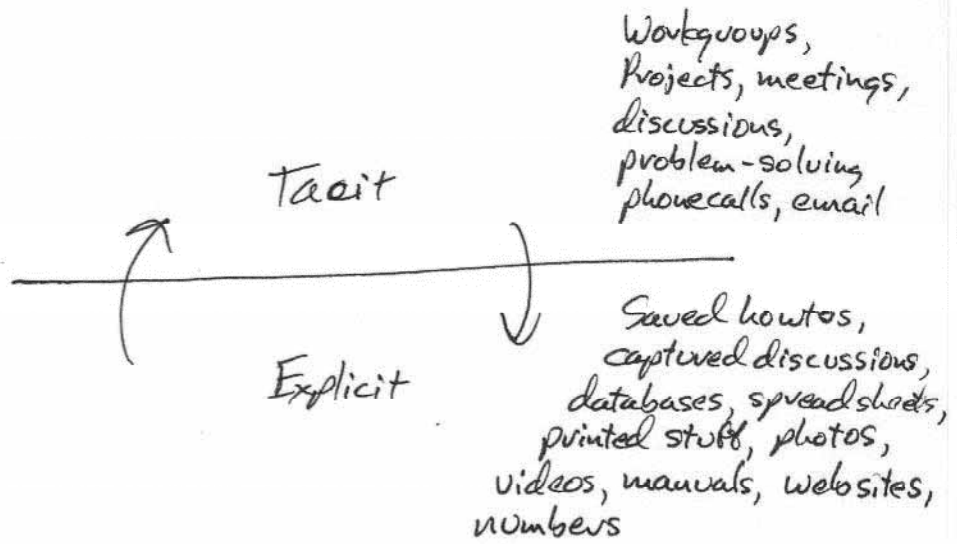 Workgroups,
Projects, meetings,
discussions,
problem-solving
phonecalls, email
Tacit
Explicit
Saved howtos,
captured discussions,
databases, spreadsheets,
printed stuff, photos,
videos, manuals, websites,
numbers